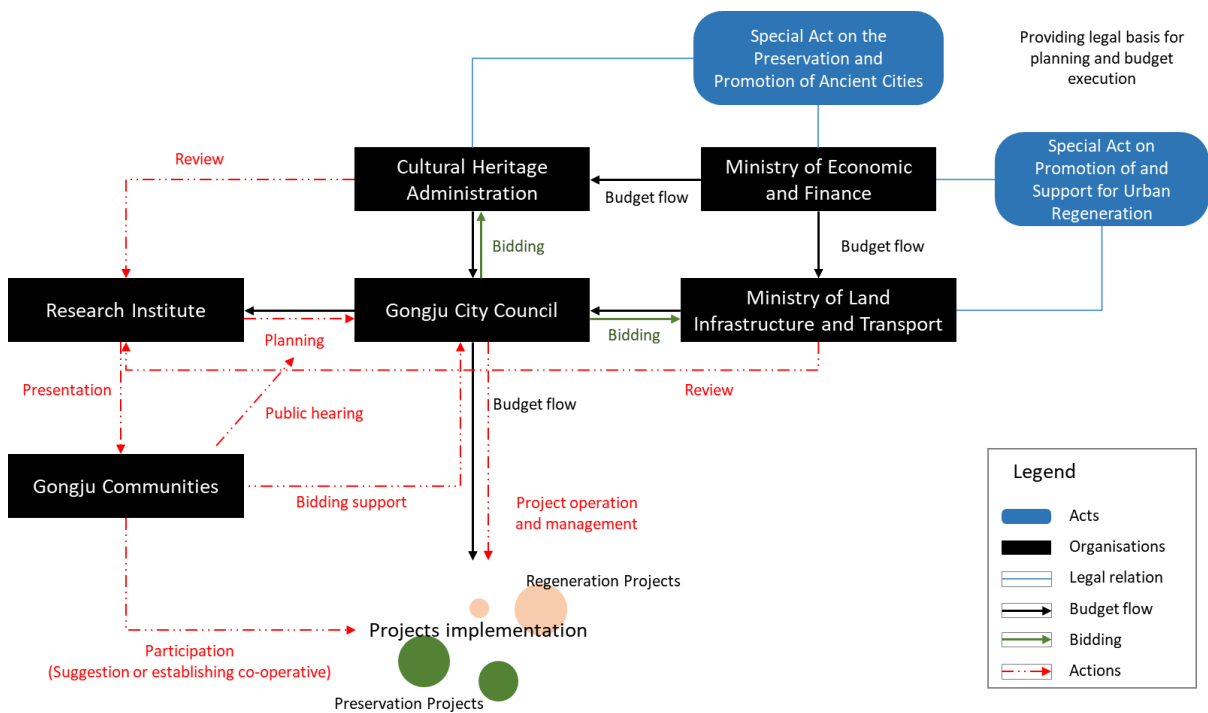 Special Act on the
Preservation and
Promotion of Ancient Cities
Providing legal basis for
planning and budget
execution
Review
Cultural Heritage
Administration
Budget flow
Ministry of Economic
and Finance
Special Act on
Promotion of and
Support for Urban
Regeneration
Bidding
Budget flow
Research Institute
Planning
Gongju City Council
Bidding
Ministry of Land
Infrastructure and Transport
Presentation
Public hearing
Budget flow
Review
Gongju Communities
Bidding support
Project operation
and management
Legend
Acts
Organisations
Legal relation
Budget flow
Bidding
Actions
Regeneration Projects
Projects implementation
Participation
(Suggestion or establishing co-operative)
Preservation Projects